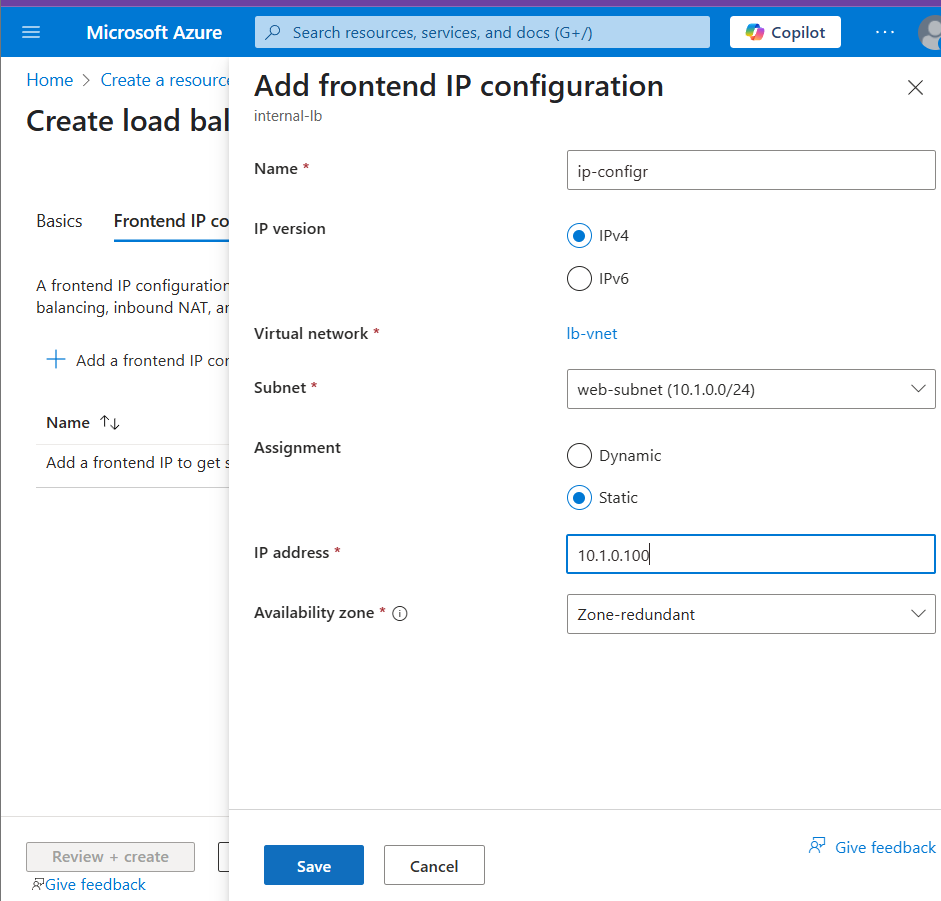 Microsoft Azure
Search resources, services, and docs (G+/)
Copilot
Home > Create a resource
Create load bal
Basics
Frontend IP co
A frontend IP configuration
balancing, inbound NAT, an
Add a frontend IP con
Name
Add a frontend IP to get s
Review + create
Give feedback
Add frontend IP configuration
internal-lb
Name *
ip-configr
IP version
IPv4
IPv6
Virtual network *
lb-vnet
Subnet *
web-subnet (10.1.0.0/24)
Assignment
Dynamic
Static
IP address *
10.1.0.100
Availability zone *
Zone-redundant
Save
Cancel
Give feedback